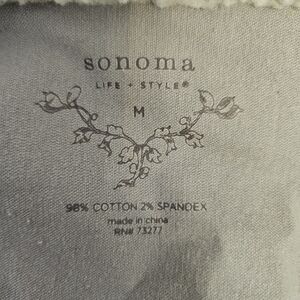 sonoma
LIFE + STYLE®
M
98% COTTON 2% SPANDEX
made in china
RN# 73277